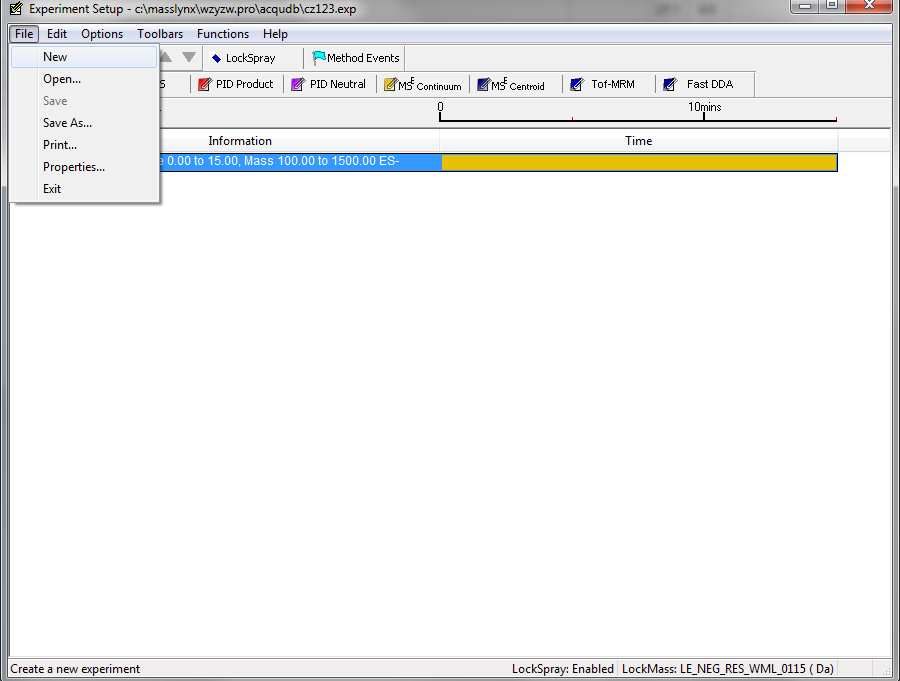 Experiment Setup - c:\masslynx\wzyzw.pro\acqudb\cz123.exp
File Edit Options Toolbars Functions Help
New
Open...
Save
Save As...
Print...
Properties...
Exit
LockSpray Method Events
S PID Product PID Neutral MSE Continuum MSE Centroid Tof-MRM Fast DDA
0 10mins
Information Time
0.00 to 15.00, Mass 100.00 to 1500.00 ES-
Create a new experiment LockSpray: Enabled LockMass: LE_NEG_RES_WML_0115 ( Da)